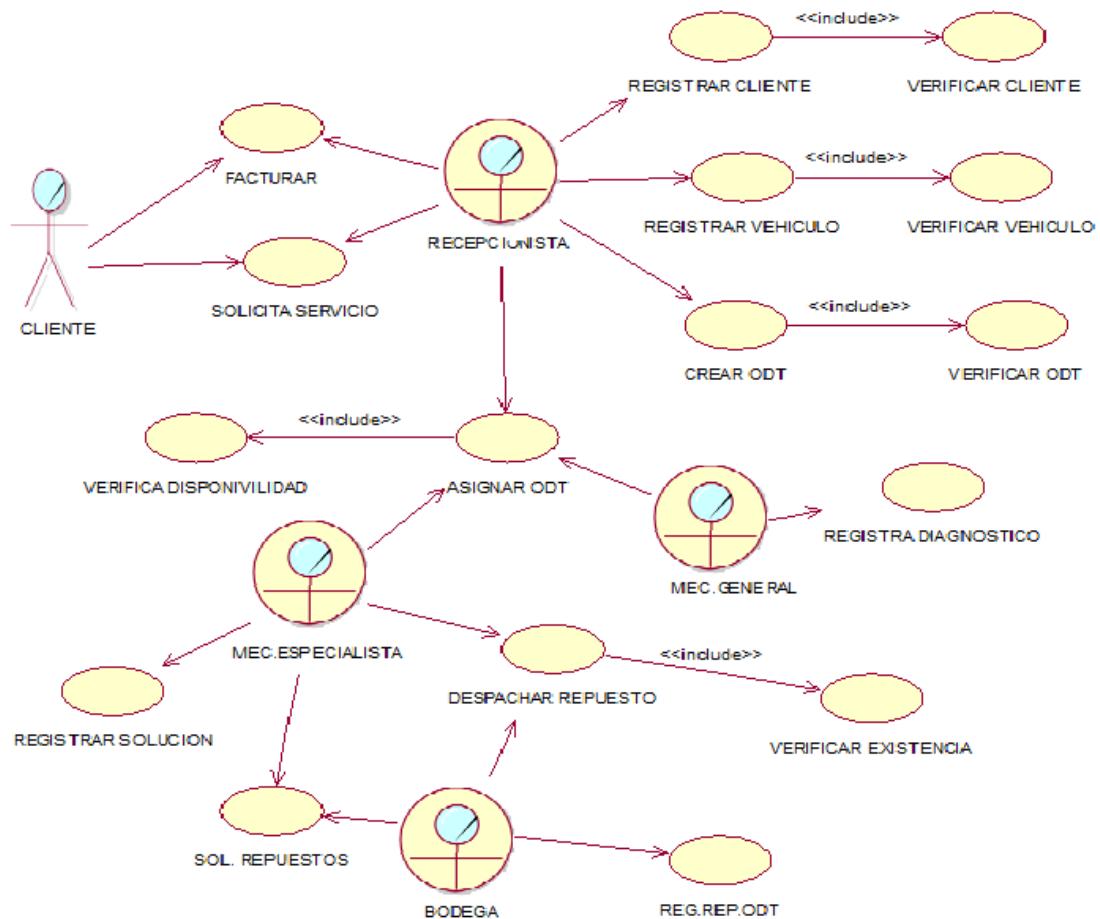 <<include>>
REGISTRAR CLIENTE
VERIFICAR CLIENTE
FACTURAR
<<include>>
REGISTRAR VEHICULO
VERIFICAR VEHICULO
RECEPCIONISTA
SOLICITA SERVICIO
CLIENTE
<<include>>
CREAR ODT
VERIFICAR ODT
<<include>>
VERIFICA DISPONIVILIDAD
ASIGNAR ODT
REGISTRA.DIAGNOSTICO
MEC.GENERAL
MEC.ESPECIALISTA
<<include>>
DESPACHAR REPUESTO
REGISTRAR SOLUCION
VERIFICAR EXISTENCIA
SOL. REPUESTOS
BODEGA
REG.REP.ODT